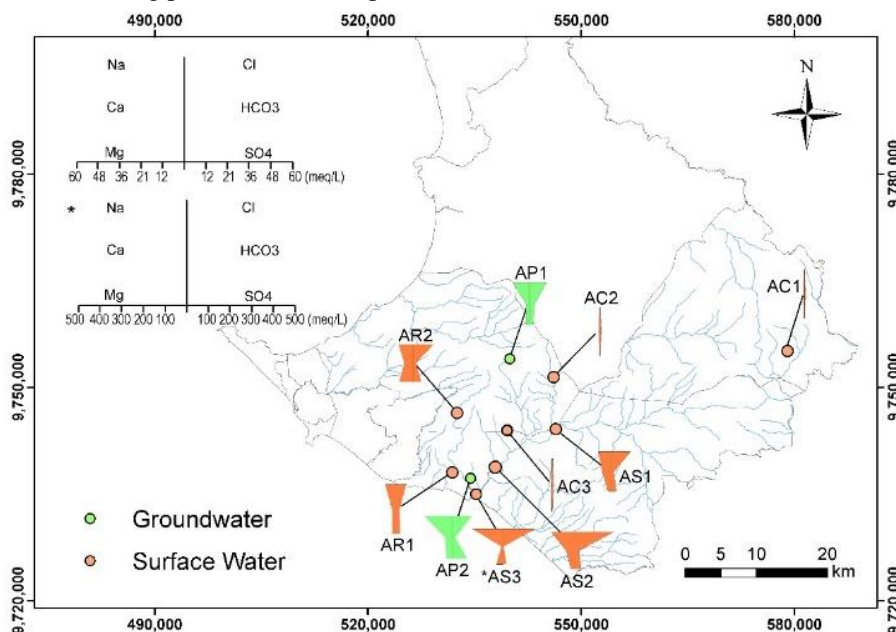 490,000 520,000 550,000 580,000
Na Cl
Ca HCO3
Mg SO4
60 48 36 21 12 12 21 36 48 60 (meq/L)
* Na Cl
Ca HCO3
Mg SO4
500 400 300 200 100 100 200 300 400 500 (meq/L)
N
9,780,000 9,780,000
AP1
AC2
AC1
AR2
9,750,000 9,750,000
AS1
AC3
Groundwater
Surface Water
AR1
AP2
*AS3
AS2
0 5 10 20
km
9,720,000 9,720,000
490,000 520,000 550,000 580,000